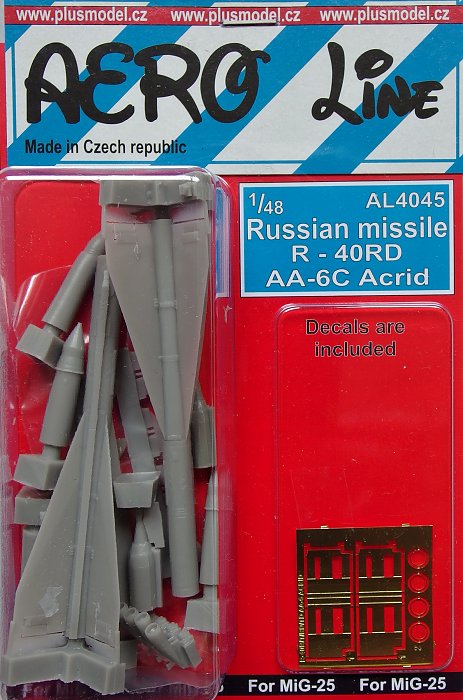 www.plusmodel.cz www.plusmodel.cz www.plusmodel.cz
AERO LINE
Made in Czech republic
1/48 AL4045
Russian missile
R - 40RD
AA-6C Acrid
Decals are
included
For MiG-25 For MiG-25